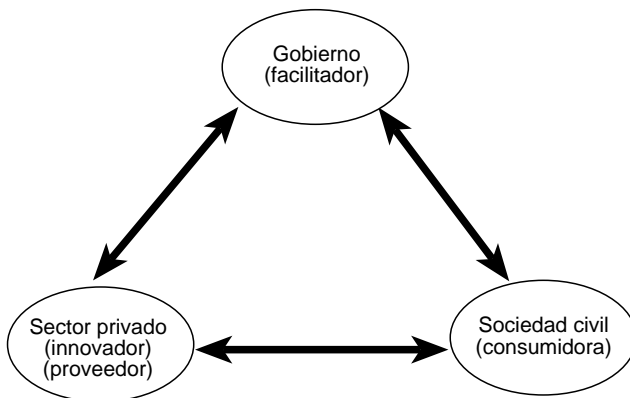 Gobierno
(facilitador)
Sector privado
(innovador)
(proveedor)
Sociedad civil
(consumidora)